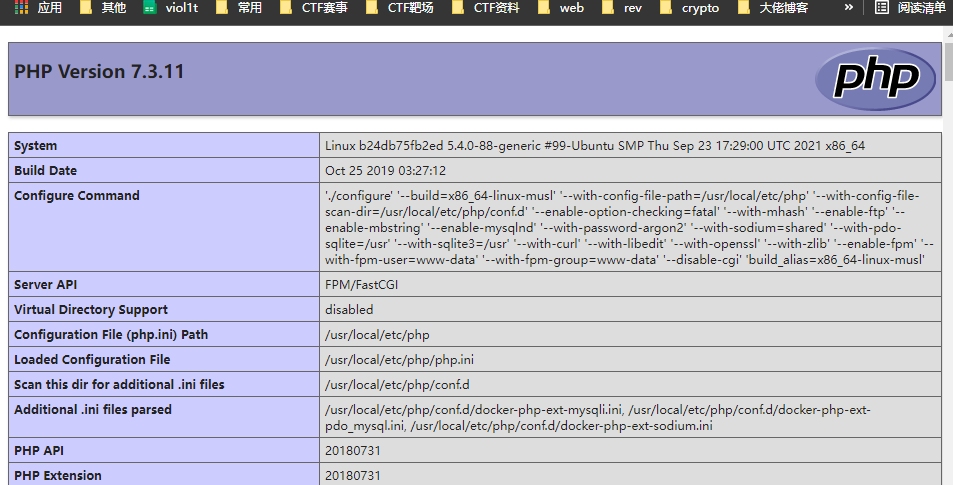 应用 其他 viol1t 常用 CTF赛事 CTF靶场 CTF资料 web rev crypto 大佬博客 » 阅读清单
PHP Version 7.3.11
php
System Linux b24db75fb2ed 5.4.0-88-generic #99-Ubuntu SMP Thu Sep 23 17:29:00 UTC 2021 x86_64
Build Date Oct 25 2019 03:27:12
Configure Command './configure' '--build=x86_64-linux-musl' '--with-config-file-path=/usr/local/etc/php' '--with-config-file-
scan-dir=/usr/local/etc/php/conf.d' '--enable-option-checking=fatal' '--with-mhash' '--enable-ftp' '--
enable-mbstring' '--enable-mysqlnd' '--with-password-argon2' '--with-sodium=shared' '--with-pdo-
sqlite=/usr' '--with-sqlite3=/usr' '--with-curl' '--with-libedit' '--with-openssl' '--with-zlib' '--enable-fpm' '--
with-fpm-user=www-data' '--with-fpm-group=www-data' '--disable-cgi' 'build_alias=x86_64-linux-musl'
Server API FPM/FastCGI
Virtual Directory Support disabled
Configuration File (php.ini) Path /usr/local/etc/php
Loaded Configuration File /usr/local/etc/php/php.ini
Scan this dir for additional .ini files /usr/local/etc/php/conf.d
Additional .ini files parsed /usr/local/etc/php/conf.d/docker-php-ext-mysqli.ini, /usr/local/etc/php/conf.d/docker-php-ext-
pdo_mysql.ini, /usr/local/etc/php/conf.d/docker-php-ext-sodium.ini
PHP API 20180731
PHP Extension 20180731